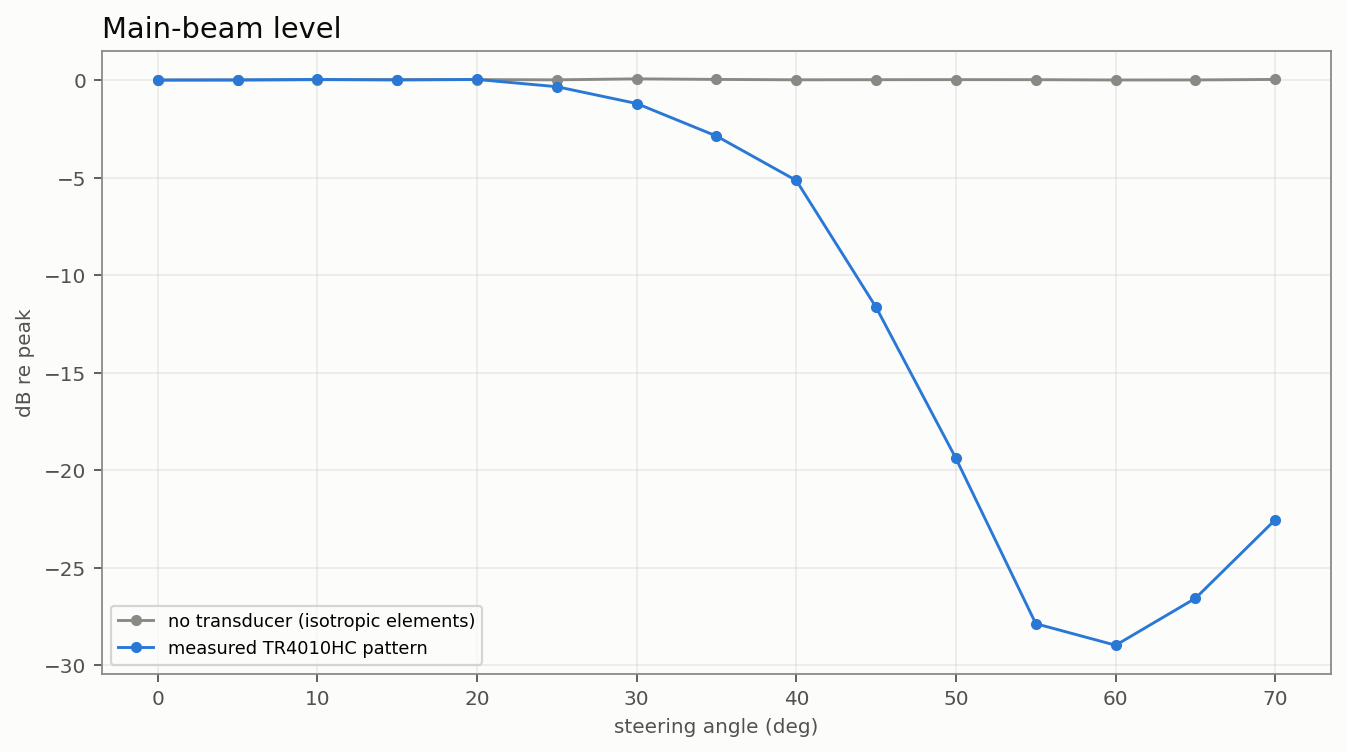 Main-beam level
dB re peak
0
−5
−10
−15
−20
−25
−30
no transducer (isotropic elements)
measured TR4010HC pattern
0 10 20 30 40 50 60 70
steering angle (deg)